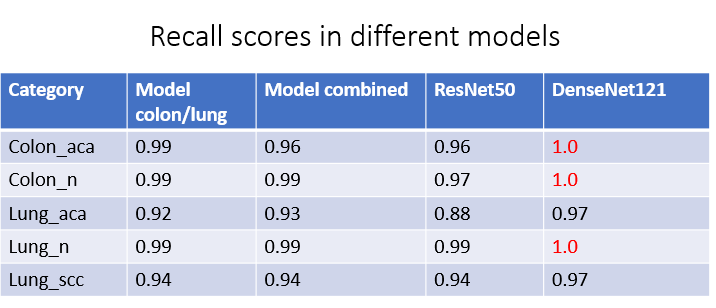 Recall scores in different models
Category Model colon/lung Model combined ResNet50 DenseNet121
Colon_aca 0.99 0.96 0.96 1.0
Colon_n 0.99 0.99 0.97 1.0
Lung_aca 0.92 0.93 0.88 0.97
Lung_n 0.99 0.99 0.99 1.0
Lung_scc 0.94 0.94 0.94 0.97